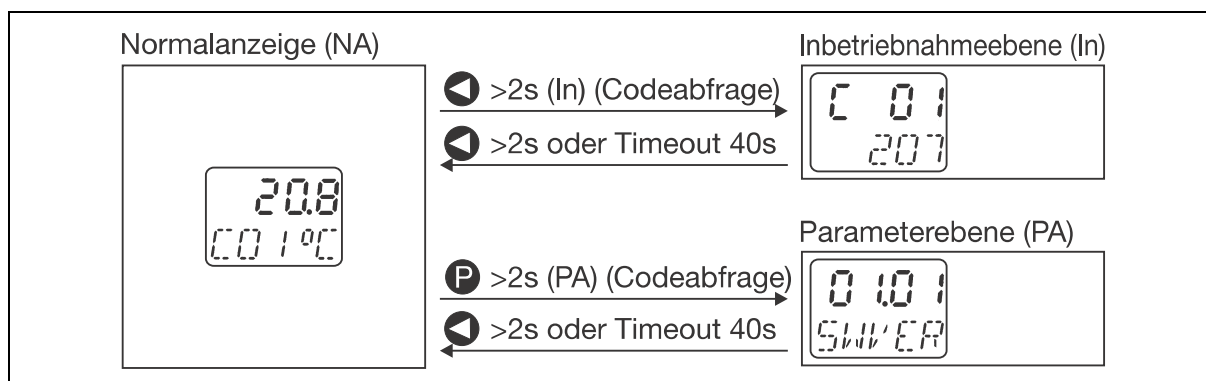 Normalanzeige (NA)
20.8
C01°C
>2s (In) (Codeabfrage)
>2s oder Timeout 40s
P >2s (PA) (Codeabfrage)
>2s oder Timeout 40s
Inbetriebnahmeebene (In)
C 01
207
Parameterebene (PA)
01.01
SWVER